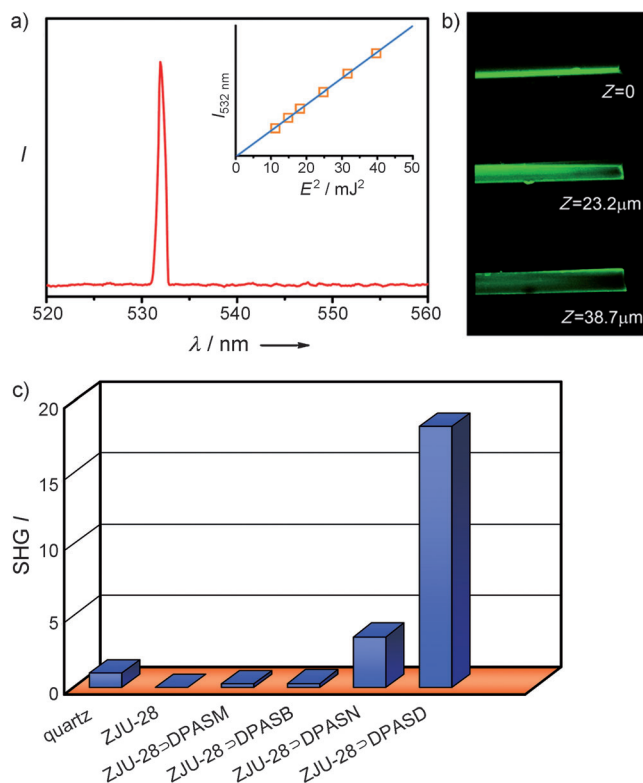 a)
I
I532 nm
0 10 20 30 40 50
E² / mJ²
520 530 540 550 560
λ / nm
b)
Z=0
Z=23.2μm
Z=38.7μm
c)
SHG I
20
15
10
5
0
quartz
ZJU-28
ZJU-28⊃DPASM
ZJU-28⊃DPASB
ZJU-28⊃DPASN
ZJU-28⊃DPASD